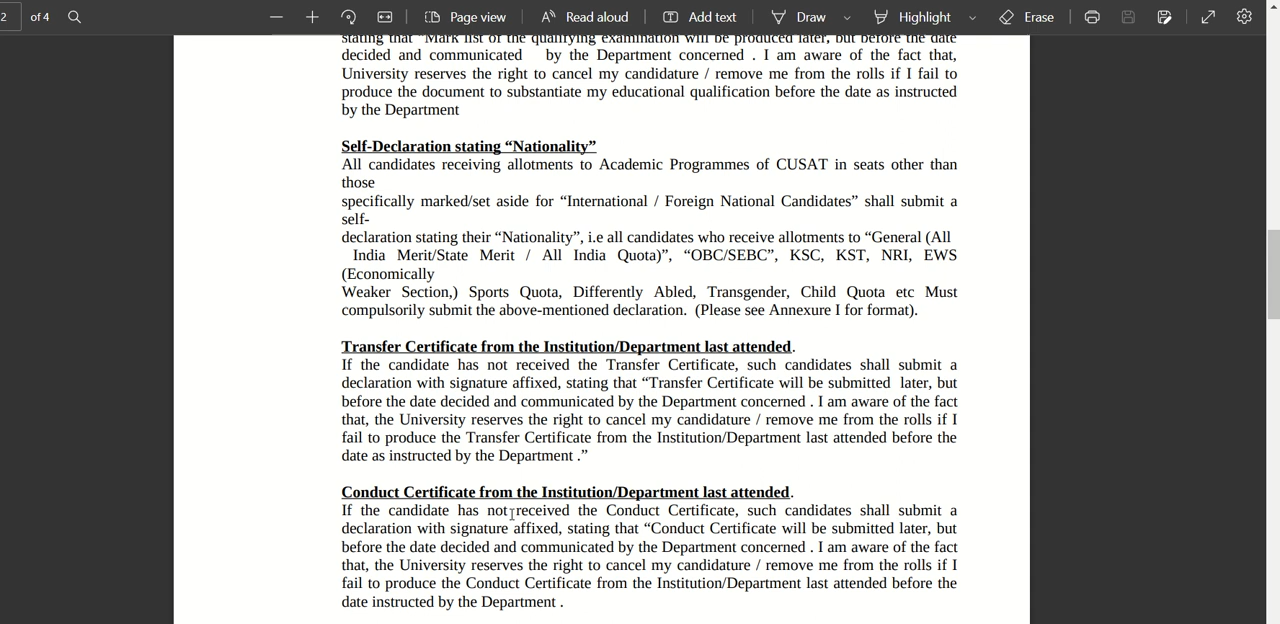 2 of 4 Page view Read aloud Add text Draw Highlight Erase
stating that “Mark list of the qualifying examination will be produced later, but before the date
decided and communicated by the Department concerned . I am aware of the fact that,
University reserves the right to cancel my candidature / remove me from the rolls if I fail to
produce the document to substantiate my educational qualification before the date as instructed
by the Department
Self-Declaration stating “Nationality”
All candidates receiving allotments to Academic Programmes of CUSAT in seats other than
those
specifically marked/set aside for “International / Foreign National Candidates” shall submit a
self-
declaration stating their “Nationality”, i.e all candidates who receive allotments to “General (All
India Merit/State Merit / All India Quota)”, “OBC/SEBC”, KSC, KST, NRI, EWS
(Economically
Weaker Section,) Sports Quota, Differently Abled, Transgender, Child Quota etc Must
compulsorily submit the above-mentioned declaration. (Please see Annexure I for format).
Transfer Certificate from the Institution/Department last attended.
If the candidate has not received the Transfer Certificate, such candidates shall submit a
declaration with signature affixed, stating that “Transfer Certificate will be submitted later, but
before the date decided and communicated by the Department concerned . I am aware of the fact
that, the University reserves the right to cancel my candidature / remove me from the rolls if I
fail to produce the Transfer Certificate from the Institution/Department last attended before the
date as instructed by the Department .”
Conduct Certificate from the Institution/Department last attended.
If the candidate has not received the Conduct Certificate, such candidates shall submit a
declaration with signature affixed, stating that “Conduct Certificate will be submitted later, but
before the date decided and communicated by the Department concerned . I am aware of the fact
that, the University reserves the right to cancel my candidature / remove me from the rolls if I
fail to produce the Conduct Certificate from the Institution/Department last attended before the
date instructed by the Department .